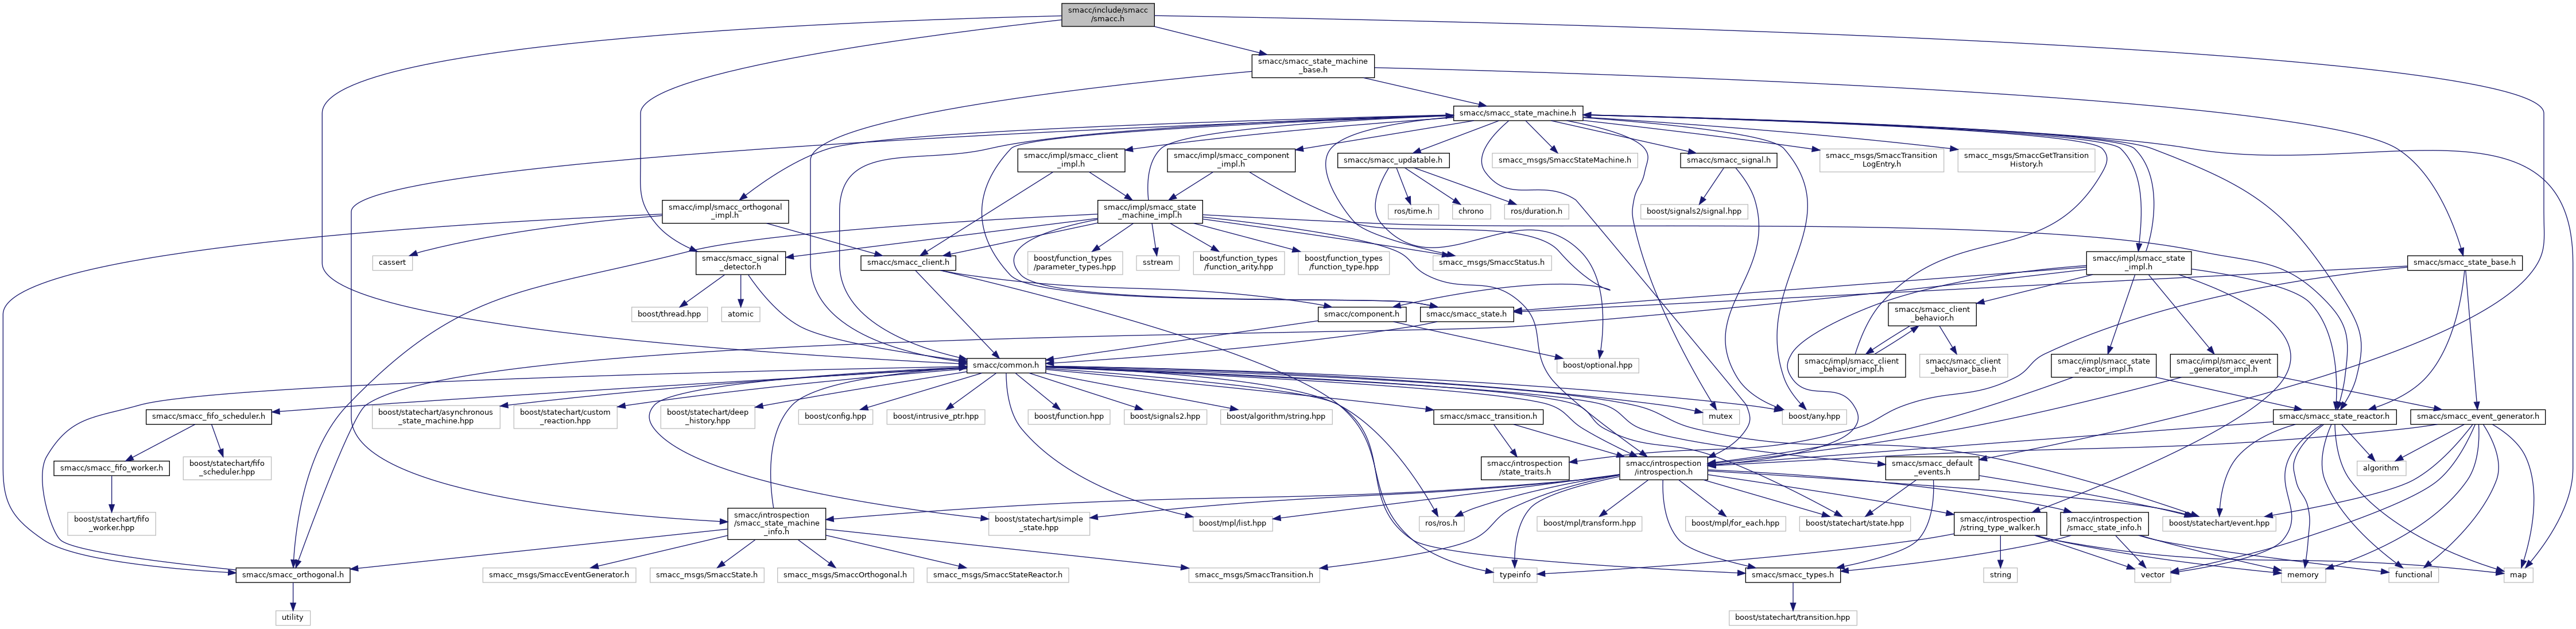 smacc/include/smacc
/smacc.h
smacc/smacc_state_machine
_base.h
smacc/smacc_state_machine.h
smacc/impl/smacc_client
_impl.h
smacc/impl/smacc_component
_impl.h
smacc/smacc_updatable.h
smacc_msgs/SmaccStateMachine.h
smacc/smacc_signal.h
smacc_msgs/SmaccTransition
LogEntry.h
smacc_msgs/SmaccGetTransition
History.h
smacc/impl/smacc_orthogonal
_impl.h
smacc/impl/smacc_state
_machine_impl.h
ros/time.h
chrono
ros/duration.h
boost/signals2/signal.hpp
cassert
smacc/smacc_signal
_detector.h
smacc/smacc_client.h
boost/function_types
/parameter_types.hpp
sstream
boost/function_types
/function_arity.hpp
boost/function_types
/function_type.hpp
smacc_msgs/SmaccStatus.h
smacc/impl/smacc_state
_impl.h
smacc/smacc_state_base.h
boost/thread.hpp
atomic
smacc/component.h
smacc/smacc_state.h
smacc/smacc_client
_behavior.h
smacc/common.h
boost/optional.hpp
smacc/impl/smacc_client
_behavior_impl.h
smacc/smacc_client
_behavior_base.h
smacc/impl/smacc_state
_reactor_impl.h
smacc/impl/smacc_event
_generator_impl.h
smacc/smacc_fifo_scheduler.h
boost/statechart/asynchronous
_state_machine.hpp
boost/statechart/custom
_reaction.hpp
boost/statechart/deep
_history.hpp
boost/config.hpp
boost/intrusive_ptr.hpp
boost/function.hpp
boost/signals2.hpp
boost/algorithm/string.hpp
smacc/smacc_transition.h
mutex
boost/any.hpp
smacc/smacc_state_reactor.h
smacc/smacc_event_generator.h
smacc/smacc_fifo_worker.h
boost/statechart/fifo
_scheduler.hpp
smacc/introspection
/state_traits.h
smacc/introspection
/introspection.h
smacc/smacc_default
_events.h
algorithm
boost/statechart/fifo
_worker.hpp
smacc/introspection
/smacc_state_machine
_info.h
boost/statechart/simple
_state.hpp
boost/mpl/list.hpp
ros/ros.h
boost/mpl/transform.hpp
boost/mpl/for_each.hpp
boost/statechart/state.hpp
smacc/introspection
/string_type_walker.h
smacc/introspection
/smacc_state_info.h
boost/statechart/event.hpp
smacc/smacc_orthogonal.h
smacc_msgs/SmaccEventGenerator.h
smacc_msgs/SmaccState.h
smacc_msgs/SmaccOrthogonal.h
smacc_msgs/SmaccStateReactor.h
smacc_msgs/SmaccTransition.h
typeinfo
smacc/smacc_types.h
string
vector
memory
functional
map
utility
boost/statechart/transition.hpp